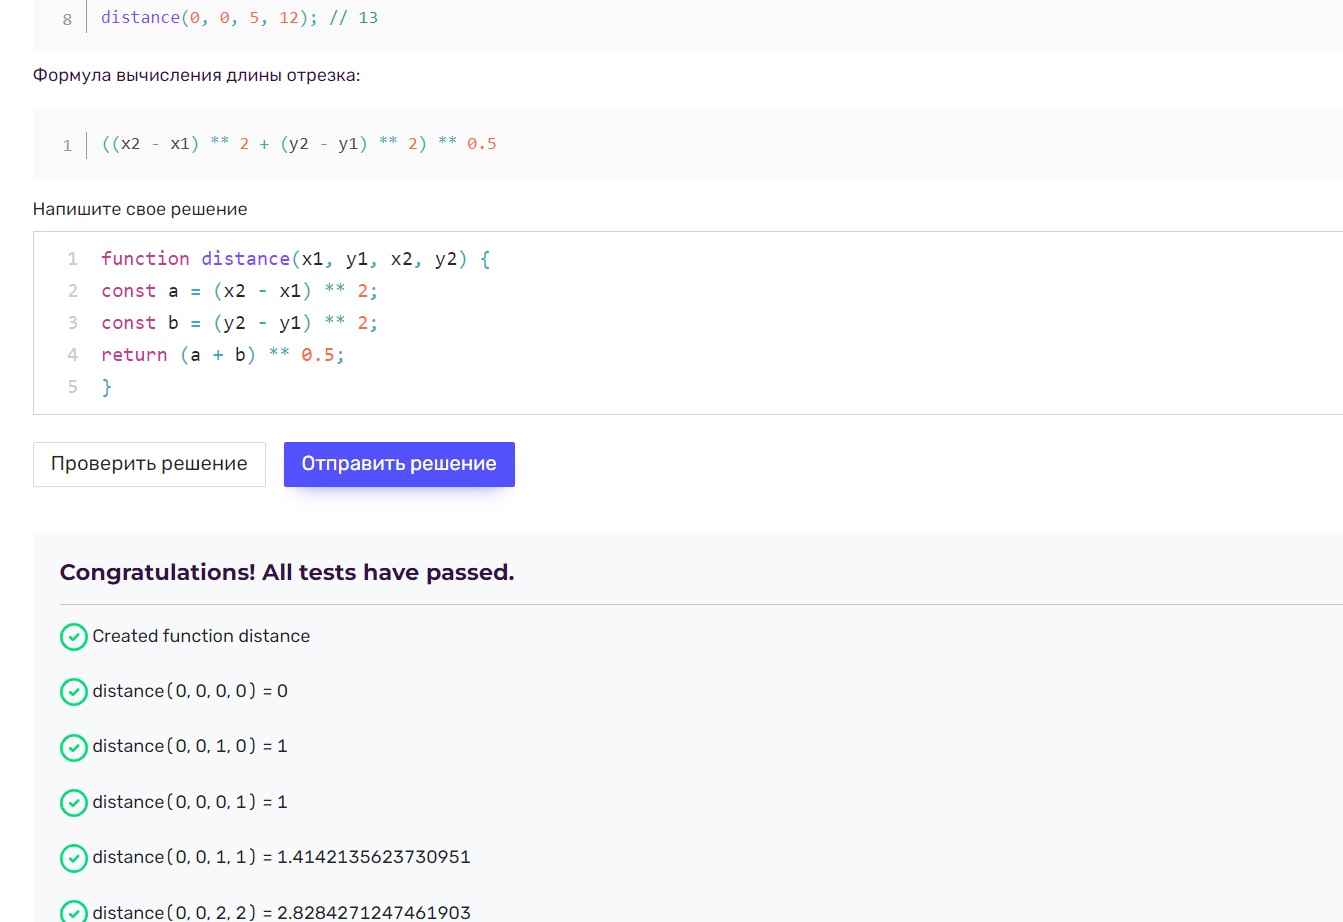 8 distance(0, 0, 5, 12); // 13
Формула вычисления длины отрезка:
1 ((x2 - x1) ** 2 + (y2 - y1) ** 2) ** 0.5
Напишите свое решение
1 function distance(x1, y1, x2, y2) {
2 const a = (x2 - x1) ** 2;
3 const b = (y2 - y1) ** 2;
4 return (a + b) ** 0.5;
5 }
Проверить решение Отправить решение
Congratulations! All tests have passed.
Created function distance
distance(0, 0, 0, 0) = 0
distance(0, 0, 1, 0) = 1
distance(0, 0, 0, 1) = 1
distance(0, 0, 1, 1) = 1.4142135623730951
distance(0, 0, 2, 2) = 2.8284271247461903